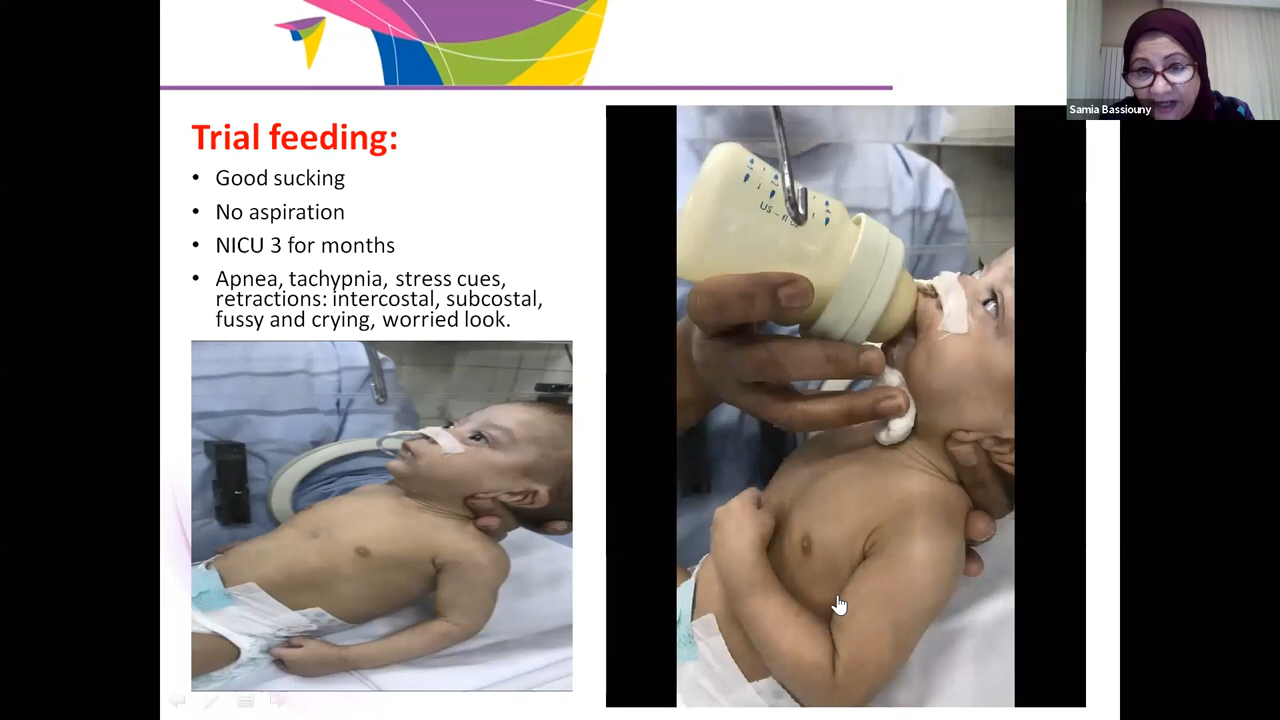 Samia Bassiouny
Trial feeding:
• Good sucking
• No aspiration
• NICU 3 for months
• Apnea, tachypnia, stress cues,
retractions: intercostal, subcostal,
fussy and crying, worried look.